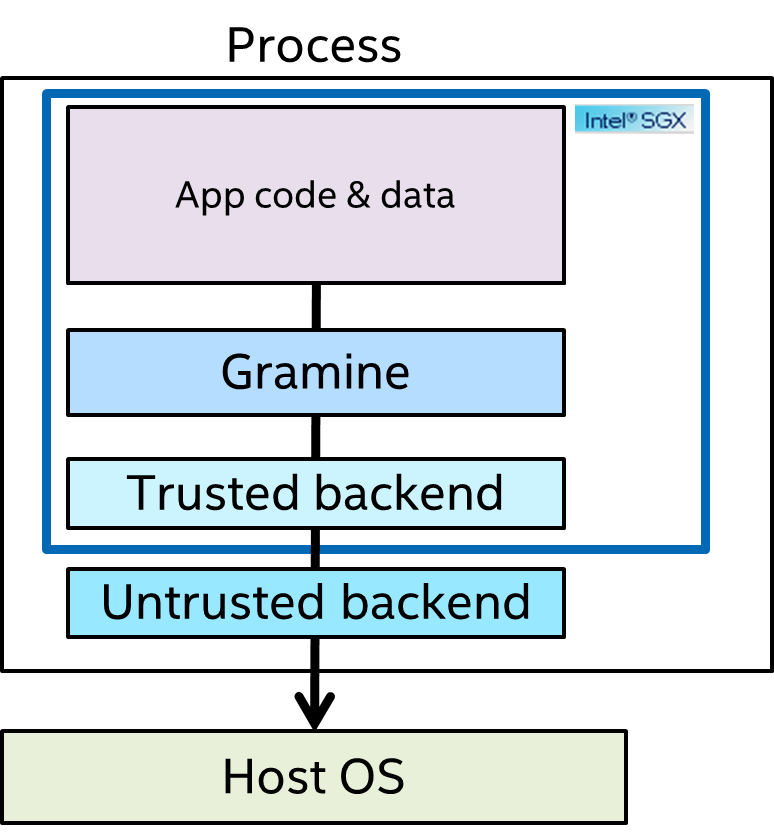 Process
Intel® SGX
App code & data
Gramine
Trusted backend
Untrusted backend
Host OS